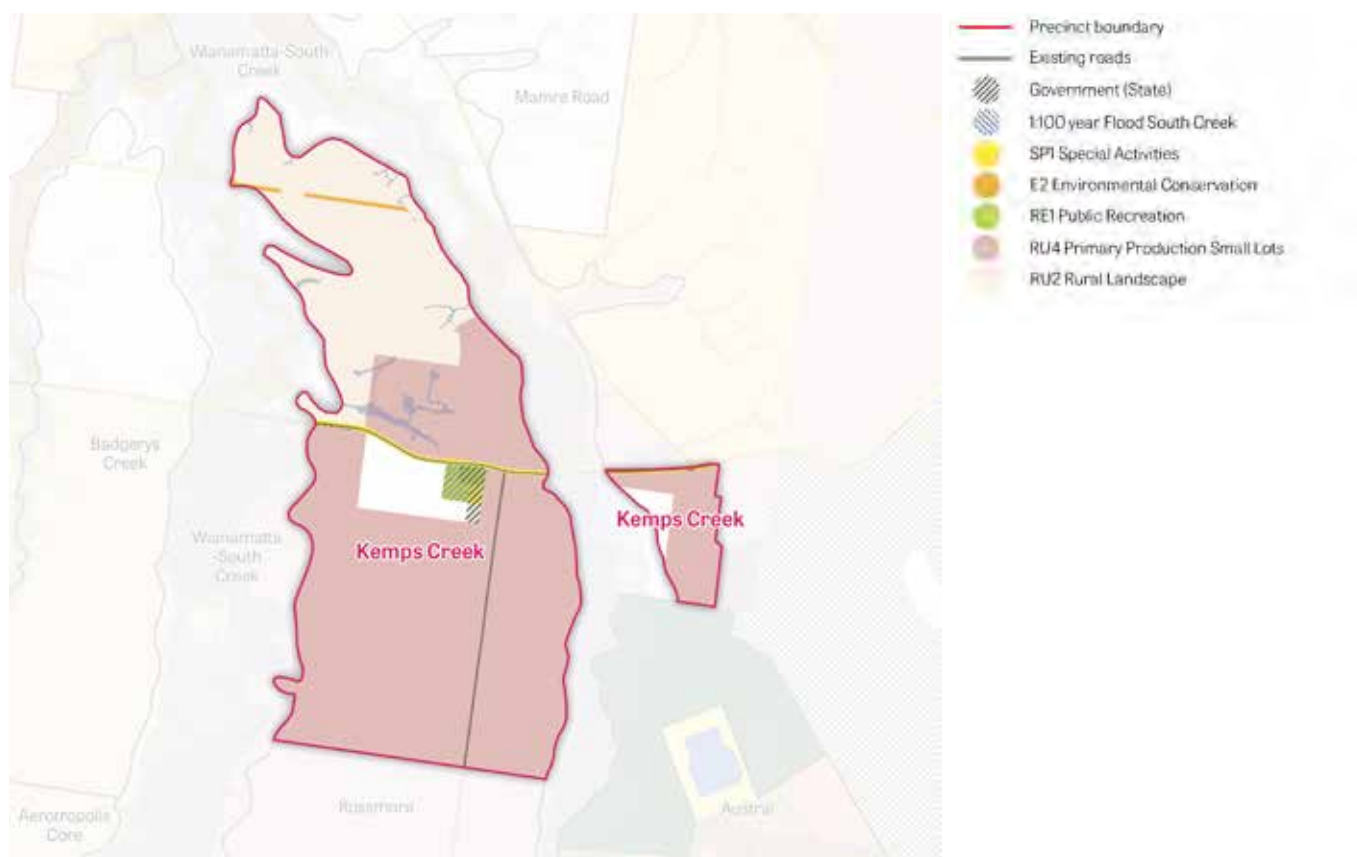 Wianamatta-South
Creek
Mamre Road
Badgerys
Creek
Wianamatta
-South
Creek
Kemps Creek
Kemps Creek
Rossmore
Austral
Aerotropolis
Core
Precinct boundary
Existing roads
Government (State)
1:100 year Flood South Creek
SP1 Special Activities
E2 Environmental Conservation
RE1 Public Recreation
RU4 Primary Production Small Lots
RU2 Rural Landscape